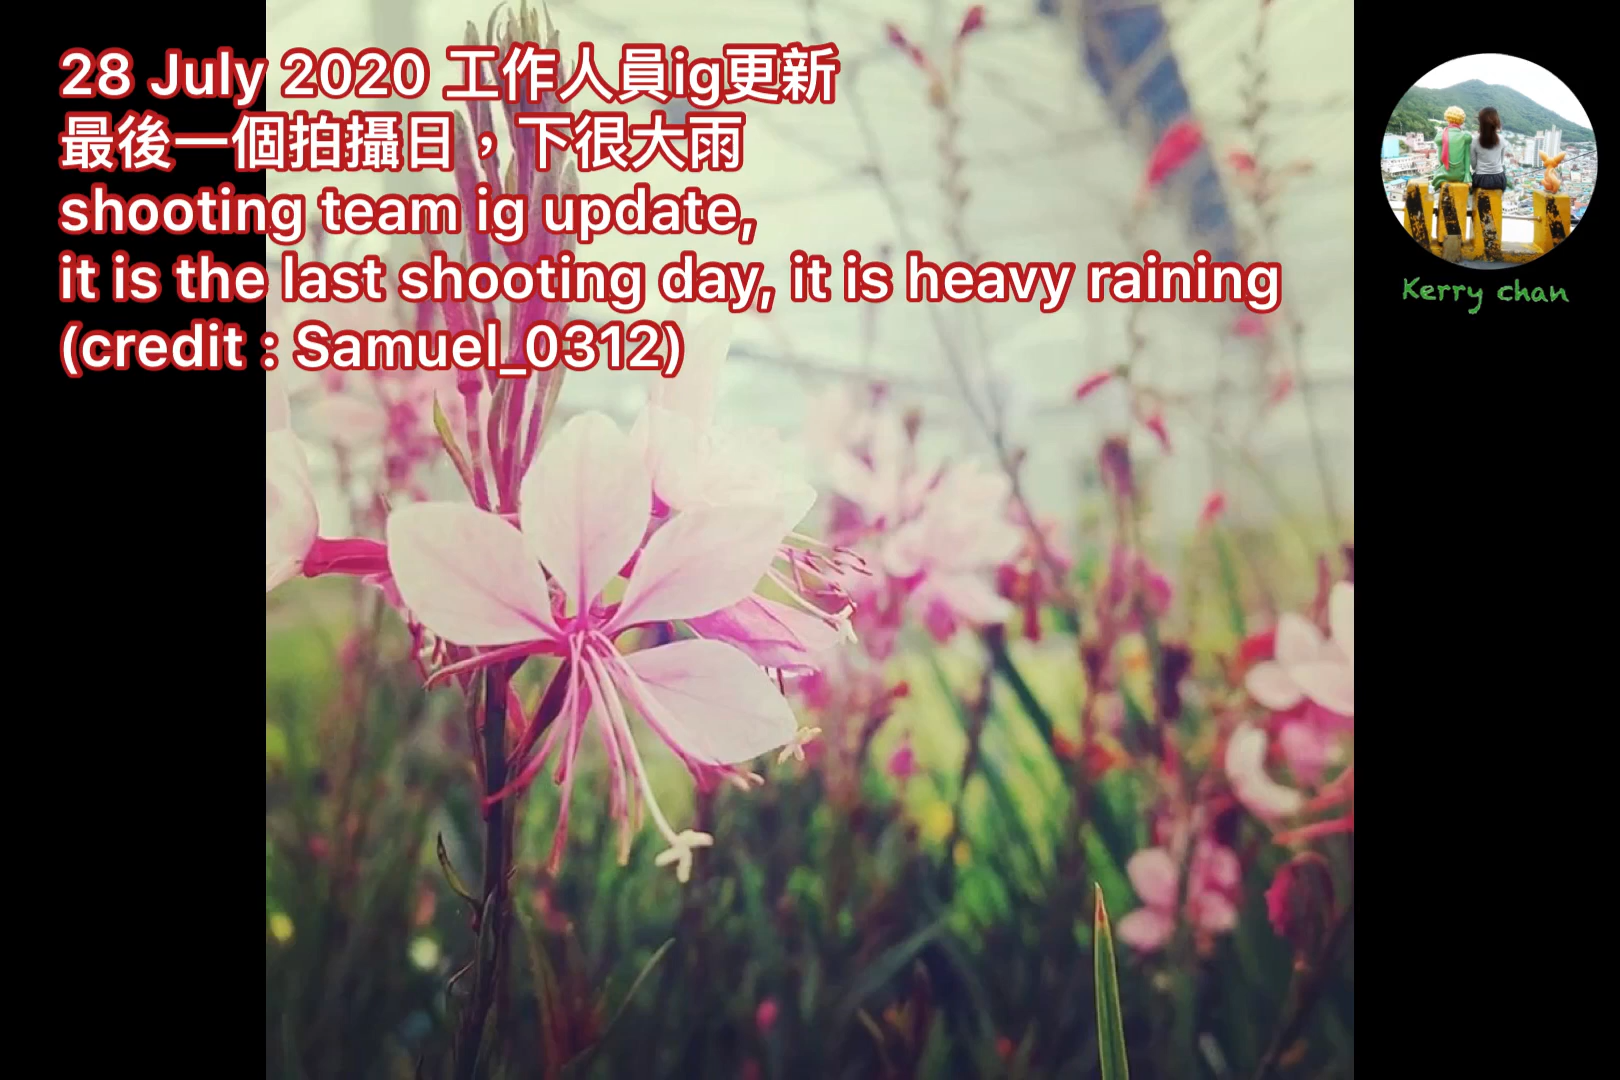 28 July 2020 工作人員ig更新
最後一個拍攝日，下很大雨
shooting team ig update,
it is the last shooting day, it is heavy raining
(credit : Samuel_0312)
Kerry chan